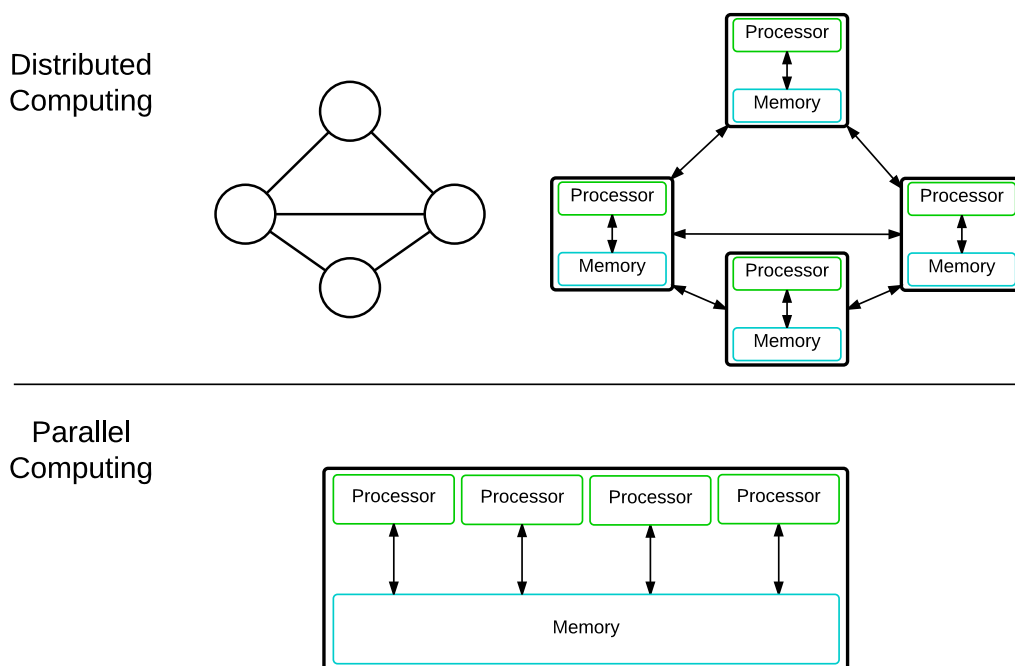 Distributed
Computing
Processor
Memory
Processor
Memory
Processor
Memory
Processor
Memory
Parallel
Computing
Processor
Processor
Processor
Processor
Memory